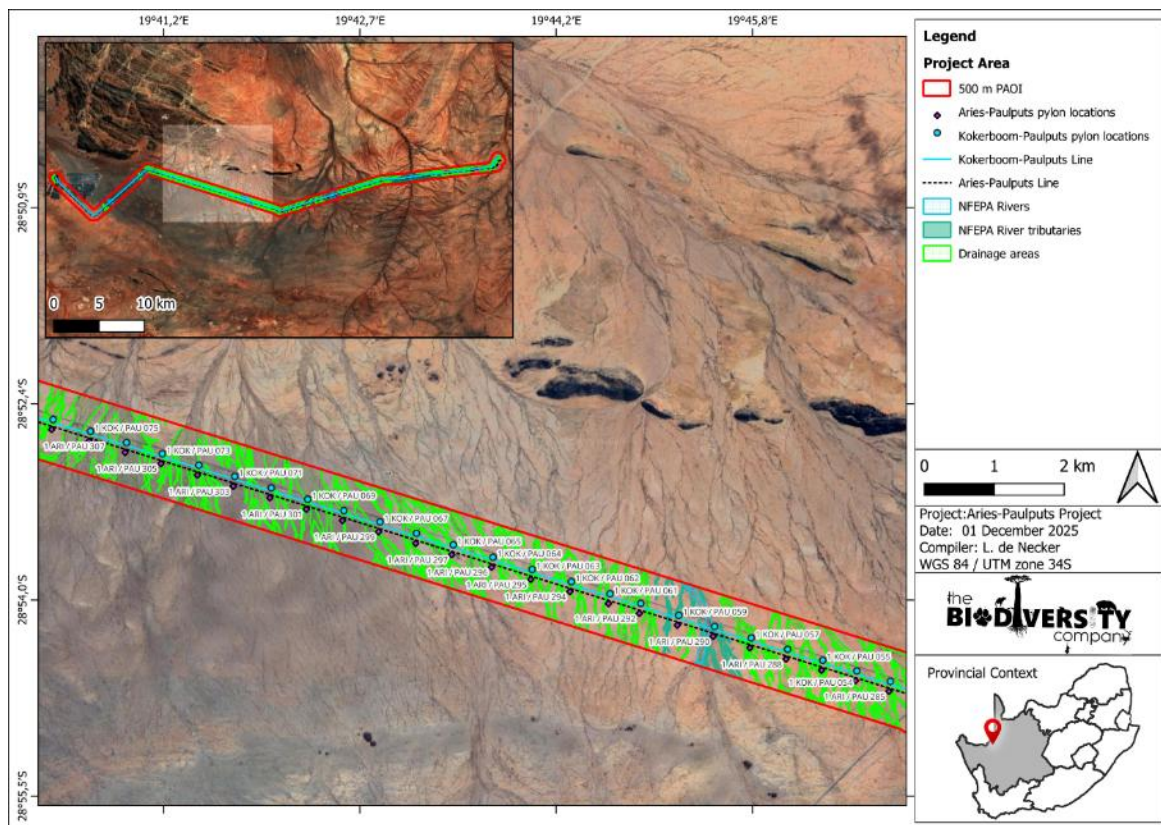 19°41,2'E
19°42,7'E
19°44,2'E
19°45,8'E
28°50,9'S
28°52,4'S
28°54,0'S
28°55,5'S
0 5 10 km
1 KOK / PAU 075
1 ARI / PAU 307
1 KOK / PAU 073
1 ARI / PAU 305
1 KOK / PAU 071
1 ARI / PAU 303
1 KOK / PAU 069
1 ARI / PAU 301
1 KOK / PAU 067
1 ARI / PAU 299
1 KOK / PAU 065
1 ARI / PAU 297
1 KOK / PAU 064
1 ARI / PAU 296
1 KOK / PAU 063
1 ARI / PAU 295
1 KOK / PAU 062
1 ARI / PAU 294
1 KOK / PAU 061
1 ARI / PAU 292
1 KOK / PAU 059
1 ARI / PAU 290
1 KOK / PAU 057
1 ARI / PAU 288
1 KOK / PAU 055
1 KOK / PAU 054
1 ARI / PAU 285
Legend
Project Area
500 m PAOI
Aries-Paulputs pylon locations
Kokerboom-Paulputs pylon locations
Kokerboom-Paulputs Line
Aries-Paulputs Line
NFEPA Rivers
NFEPA River tributaries
Drainage areas
0 1 2 km
Project:Aries-Paulputs Project
Date: 01 December 2025
Compiler: L. de Necker
WGS 84 / UTM zone 34S
the
BIODIVERSITY
company
Provincial Context